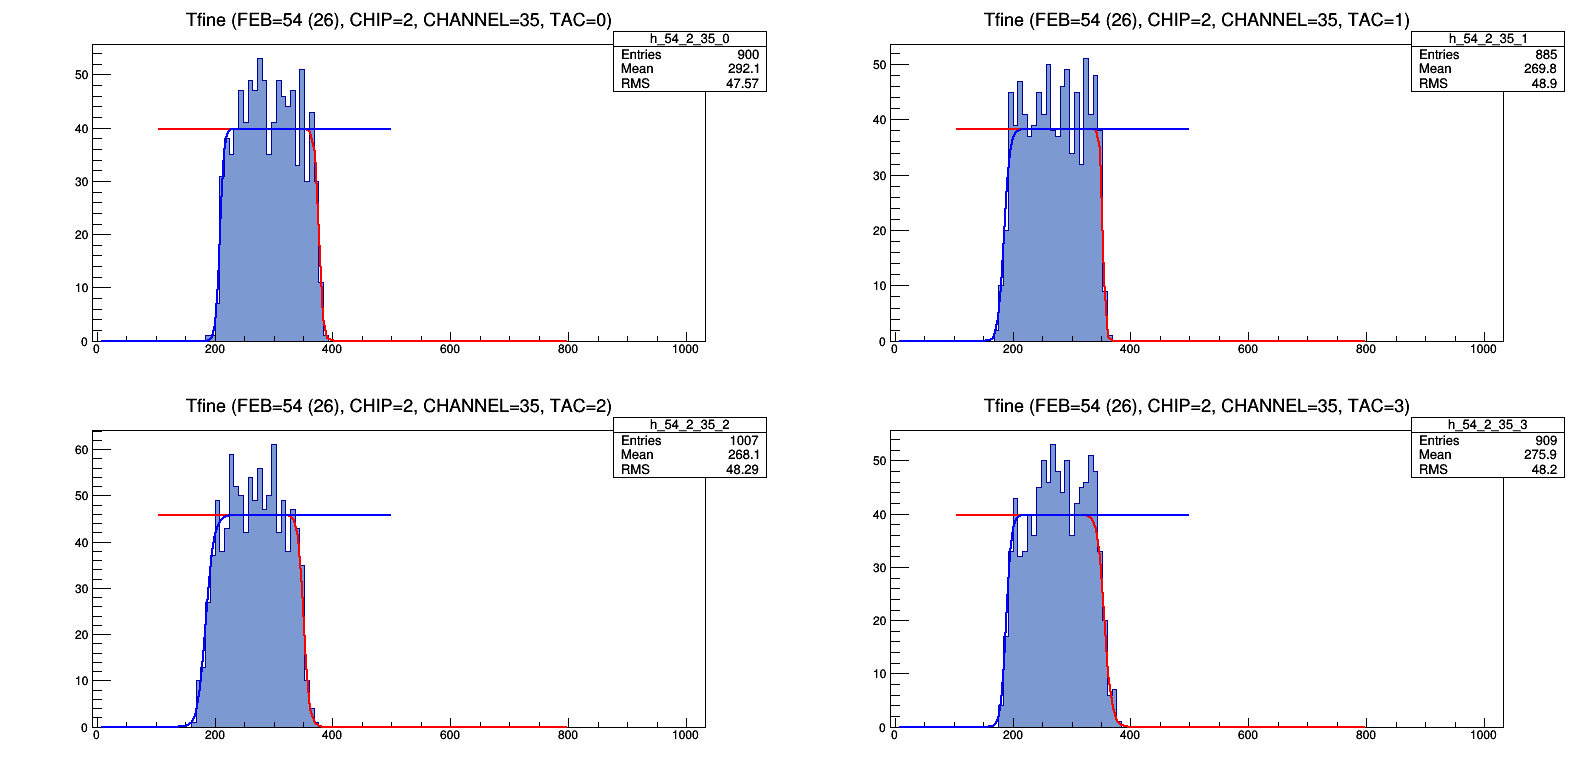 Tfine (FEB=54 (26), CHIP=2, CHANNEL=35, TAC=0)
h_54_2_35_0
Entries 900
Mean 292.1
RMS 47.57
50
40
30
20
10
0
0 200 400 600 800 1000
Tfine (FEB=54 (26), CHIP=2, CHANNEL=35, TAC=1)
h_54_2_35_1
Entries 885
Mean 269.8
RMS 48.9
50
40
30
20
10
0
0 200 400 600 800 1000
Tfine (FEB=54 (26), CHIP=2, CHANNEL=35, TAC=2)
h_54_2_35_2
Entries 1007
Mean 268.1
RMS 48.29
60
50
40
30
20
10
0
0 200 400 600 800 1000
Tfine (FEB=54 (26), CHIP=2, CHANNEL=35, TAC=3)
h_54_2_35_3
Entries 909
Mean 275.9
RMS 48.2
50
40
30
20
10
0
0 200 400 600 800 1000